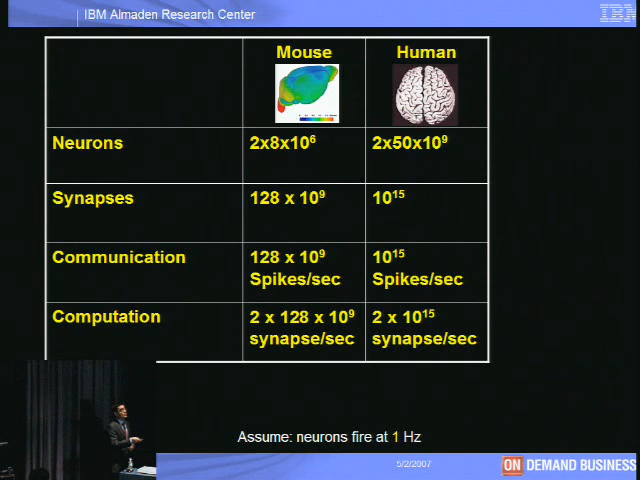 IBM Almaden Research Center
IBM
Mouse Human
Neurons 2x8x10⁶ 2x50x10⁹
Synapses 128 x 10⁹ 10¹⁵
Communication 128 x 10⁹ 10¹⁵
Spikes/sec Spikes/sec
Computation 2 x 128 x 10⁹ 2 x 10¹⁵
synapse/sec synapse/sec
Assume: neurons fire at 1 Hz
5/2/2007
ON DEMAND BUSINESS